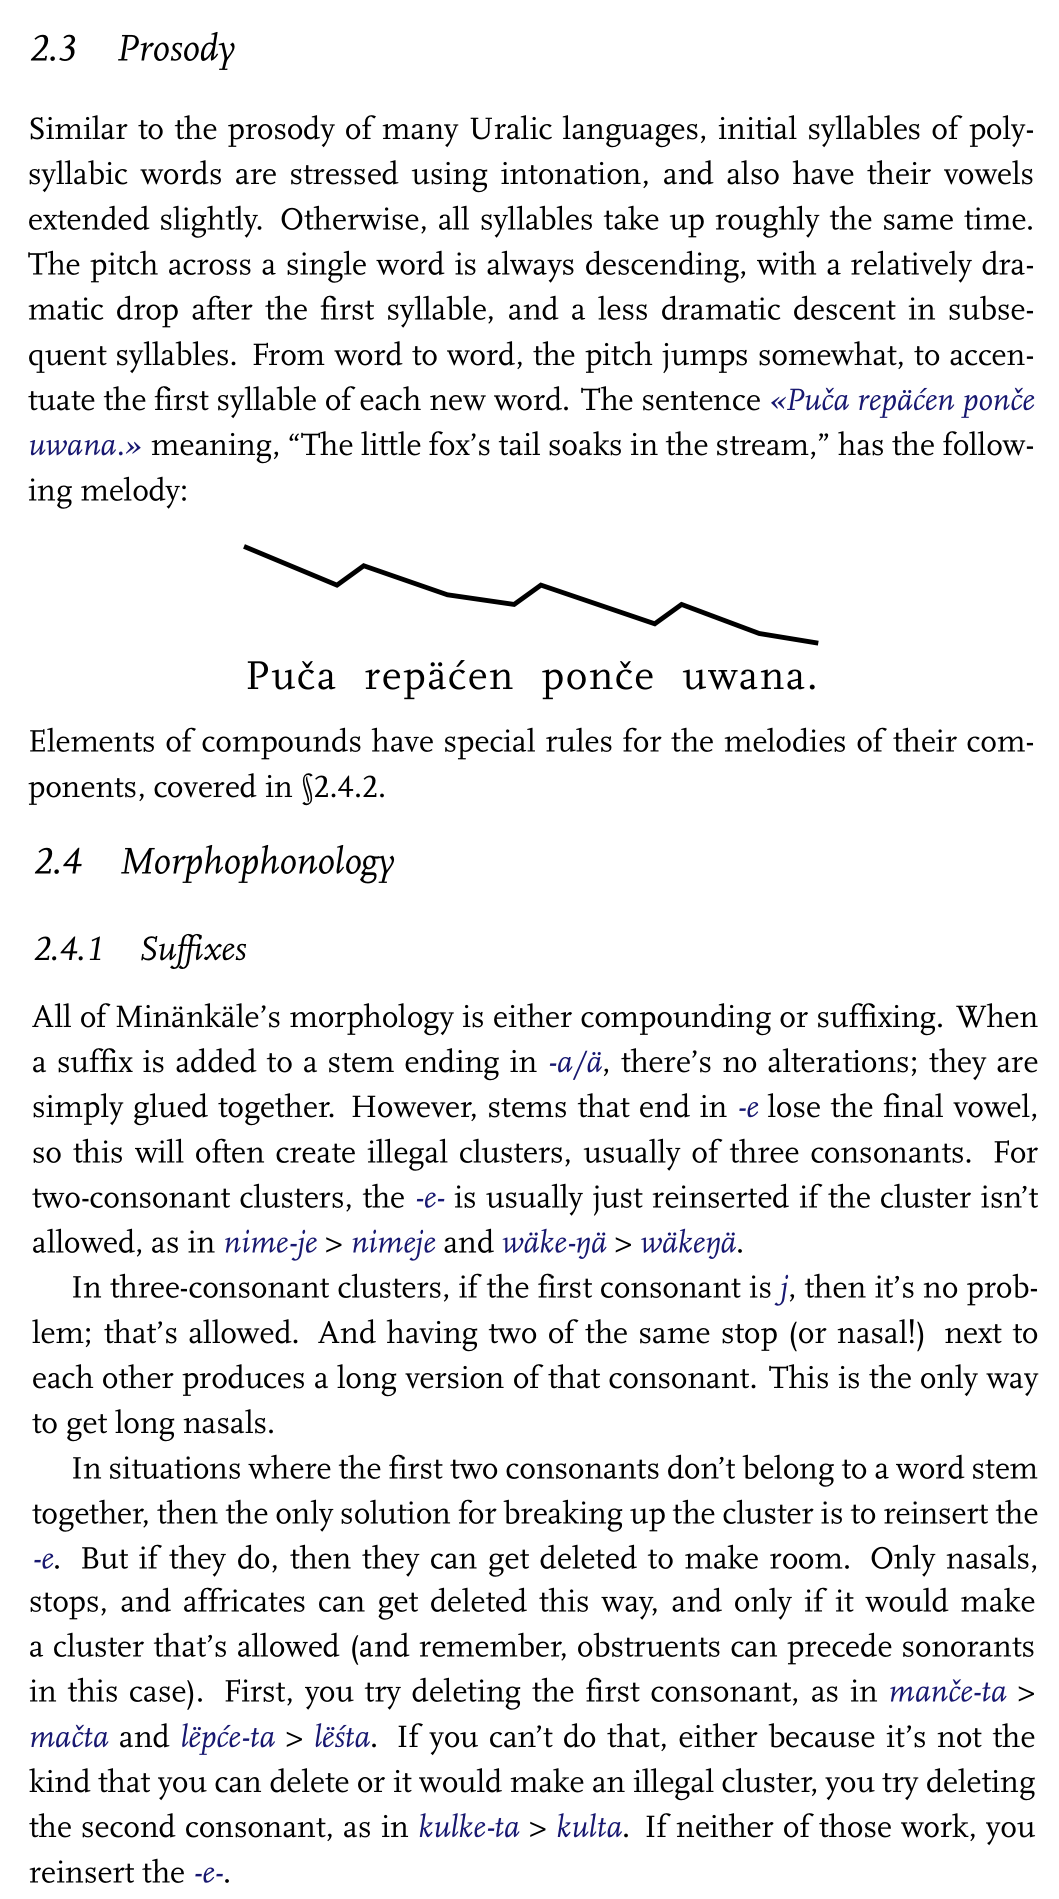 2.3 Prosody
Similar to the prosody of many Uralic languages, initial syllables of poly-
syllabic words are stressed using intonation, and also have their vowels
extended slightly. Otherwise, all syllables take up roughly the same time.
The pitch across a single word is always descending, with a relatively dra-
matic drop after the first syllable, and a less dramatic descent in subse-
quent syllables. From word to word, the pitch jumps somewhat, to accen-
tuate the first syllable of each new word. The sentence «Puča repäćen ponče
uwana.» meaning, “The little fox’s tail soaks in the stream,” has the follow-
ing melody:
Puča repäćen ponče uwana.
Elements of compounds have special rules for the melodies of their com-
ponents, covered in §2.4.2.
2.4 Morphophonology
2.4.1 Suffixes
All of Minänkäle’s morphology is either compounding or suffixing. When
a suffix is added to a stem ending in -a/ä, there’s no alterations; they are
simply glued together. However, stems that end in -e lose the final vowel,
so this will often create illegal clusters, usually of three consonants. For
two-consonant clusters, the -e- is usually just reinserted if the cluster isn’t
allowed, as in nime-je > nimeje and wäke-ŋä > wäkeŋä.
In three-consonant clusters, if the first consonant is j, then it’s no prob-
lem; that’s allowed. And having two of the same stop (or nasal!) next to
each other produces a long version of that consonant. This is the only way
to get long nasals.
In situations where the first two consonants don’t belong to a word stem
together, then the only solution for breaking up the cluster is to reinsert the
-e. But if they do, then they can get deleted to make room. Only nasals,
stops, and affricates can get deleted this way, and only if it would make
a cluster that’s allowed (and remember, obstruents can precede sonorants
in this case). First, you try deleting the first consonant, as in manče-ta >
mačta and lëpće-ta > lëśta. If you can’t do that, either because it’s not the
kind that you can delete or it would make an illegal cluster, you try deleting
the second consonant, as in kulke-ta > kulta. If neither of those work, you
reinsert the -e-.